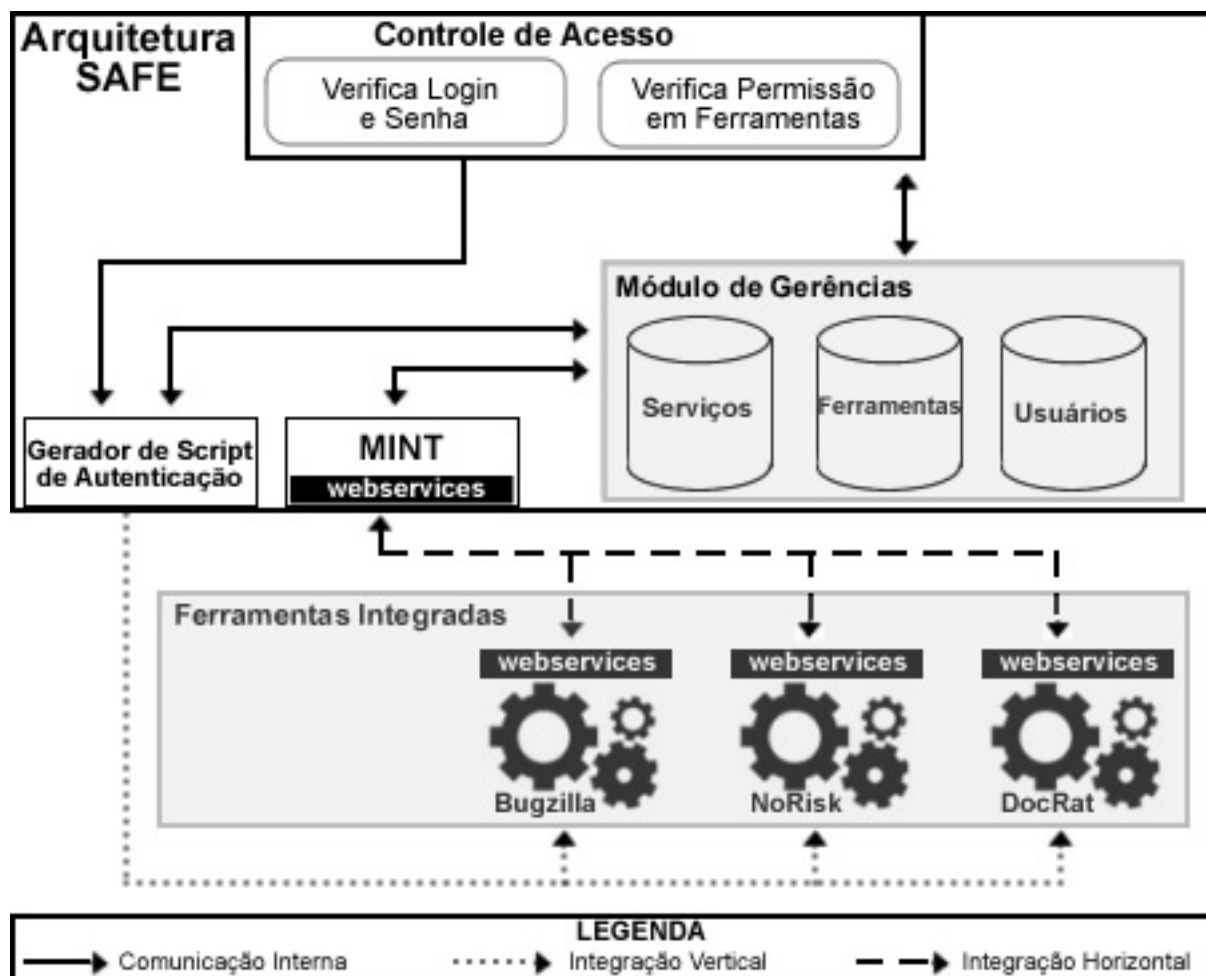 Arquitetura
SAFE
Controle de Acesso
Verifica Login
e Senha
Verifica Permissão
em Ferramentas
Módulo de Gerências
Serviços
Ferramentas
Usuários
Gerador de Script
de Autenticação
MINT
webservices
Ferramentas Integradas
webservices
webservices
webservices
Bugzilla
NoRisk
DocRat
LEGENDA
Comunicação Interna
Integração Vertical
Integração Horizontal